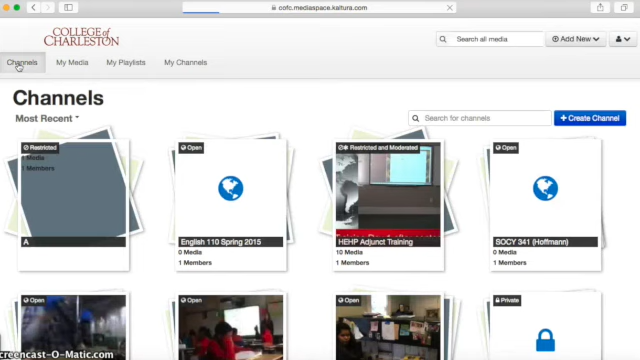 cofc.mediaspace.kaltura.com
COLLEGE of
CHARLESTON
Search all media
Add New
Channels
My Media
My Playlists
My Channels
Channels
Most Recent
Search for channels
+ Create Channel
Restricted
Media
1 Members
A
Open
English 110 Spring 2015
0 Media
1 Members
Restricted and Moderated
HEHP Adjunct Training
10 Media
1 Members
Open
SOCY 341 (Hoffmann)
0 Media
1 Members
Open
Open
Open
Private
creencast-O-Matic.com